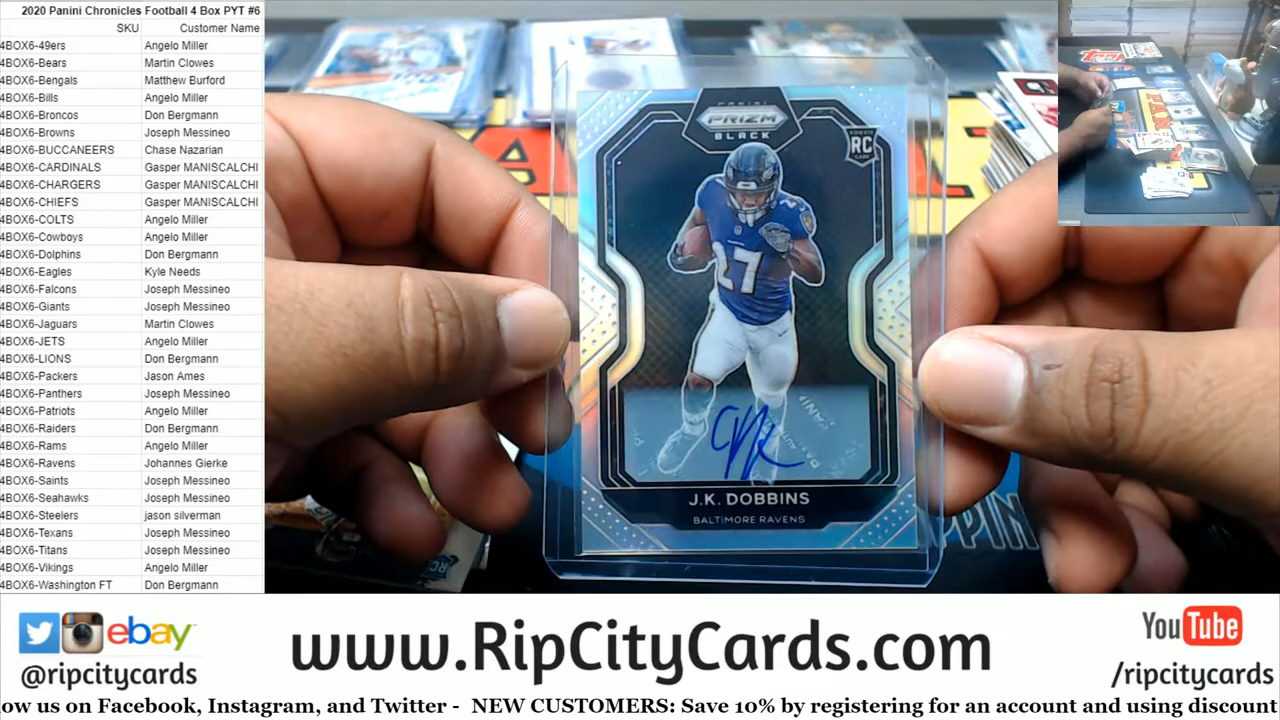 2020 Panini Chronicles Football 4 Box PYT #6
SKU Customer Name
4BOX6-49ers Angelo Miller
4BOX6-Bears Martin Clowes
4BOX6-Bengals Matthew Burford
4BOX6-Bills Angelo Miller
4BOX6-Broncos Don Bergmann
4BOX6-Browns Joseph Messineo
4BOX6-BUCCANEERS Chase Nazarian
4BOX6-CARDINALS Gasper MANISCALCHI
4BOX6-CHARGERS Gasper MANISCALCHI
4BOX6-CHIEFS Gasper MANISCALCHI
4BOX6-COLTS Angelo Miller
4BOX6-Cowboys Angelo Miller
4BOX6-Dolphins Don Bergmann
4BOX6-Eagles Kyle Needs
4BOX6-Falcons Joseph Messineo
4BOX6-Giants Joseph Messineo
4BOX6-Jaguars Martin Clowes
4BOX6-JETS Angelo Miller
4BOX6-LIONS Don Bergmann
4BOX6-Packers Jason Ames
4BOX6-Panthers Joseph Messineo
4BOX6-Patriots Angelo Miller
4BOX6-Raiders Don Bergmann
4BOX6-Rams Angelo Miller
4BOX6-Ravens Johannes Gierke
4BOX6-Saints Joseph Messineo
4BOX6-Seahawks Joseph Messineo
4BOX6-Steelers jason silverman
4BOX6-Texans Joseph Messineo
4BOX6-Titans Joseph Messineo
4BOX6-Vikings Angelo Miller
4BOX6-Washington FT Don Bergmann
PANINI
PRIZM
BLACK
ROOKIE
RC
CARD
27
J.K. DOBBINS
BALTIMORE RAVENS
PPIN
ebay
@ripcitycards
www.RipCityCards.com
YouTube
/ripcitycards
ow us on Facebook, Instagram, and Twitter - NEW CUSTOMERS: Save 10% by registering for an account and using discount